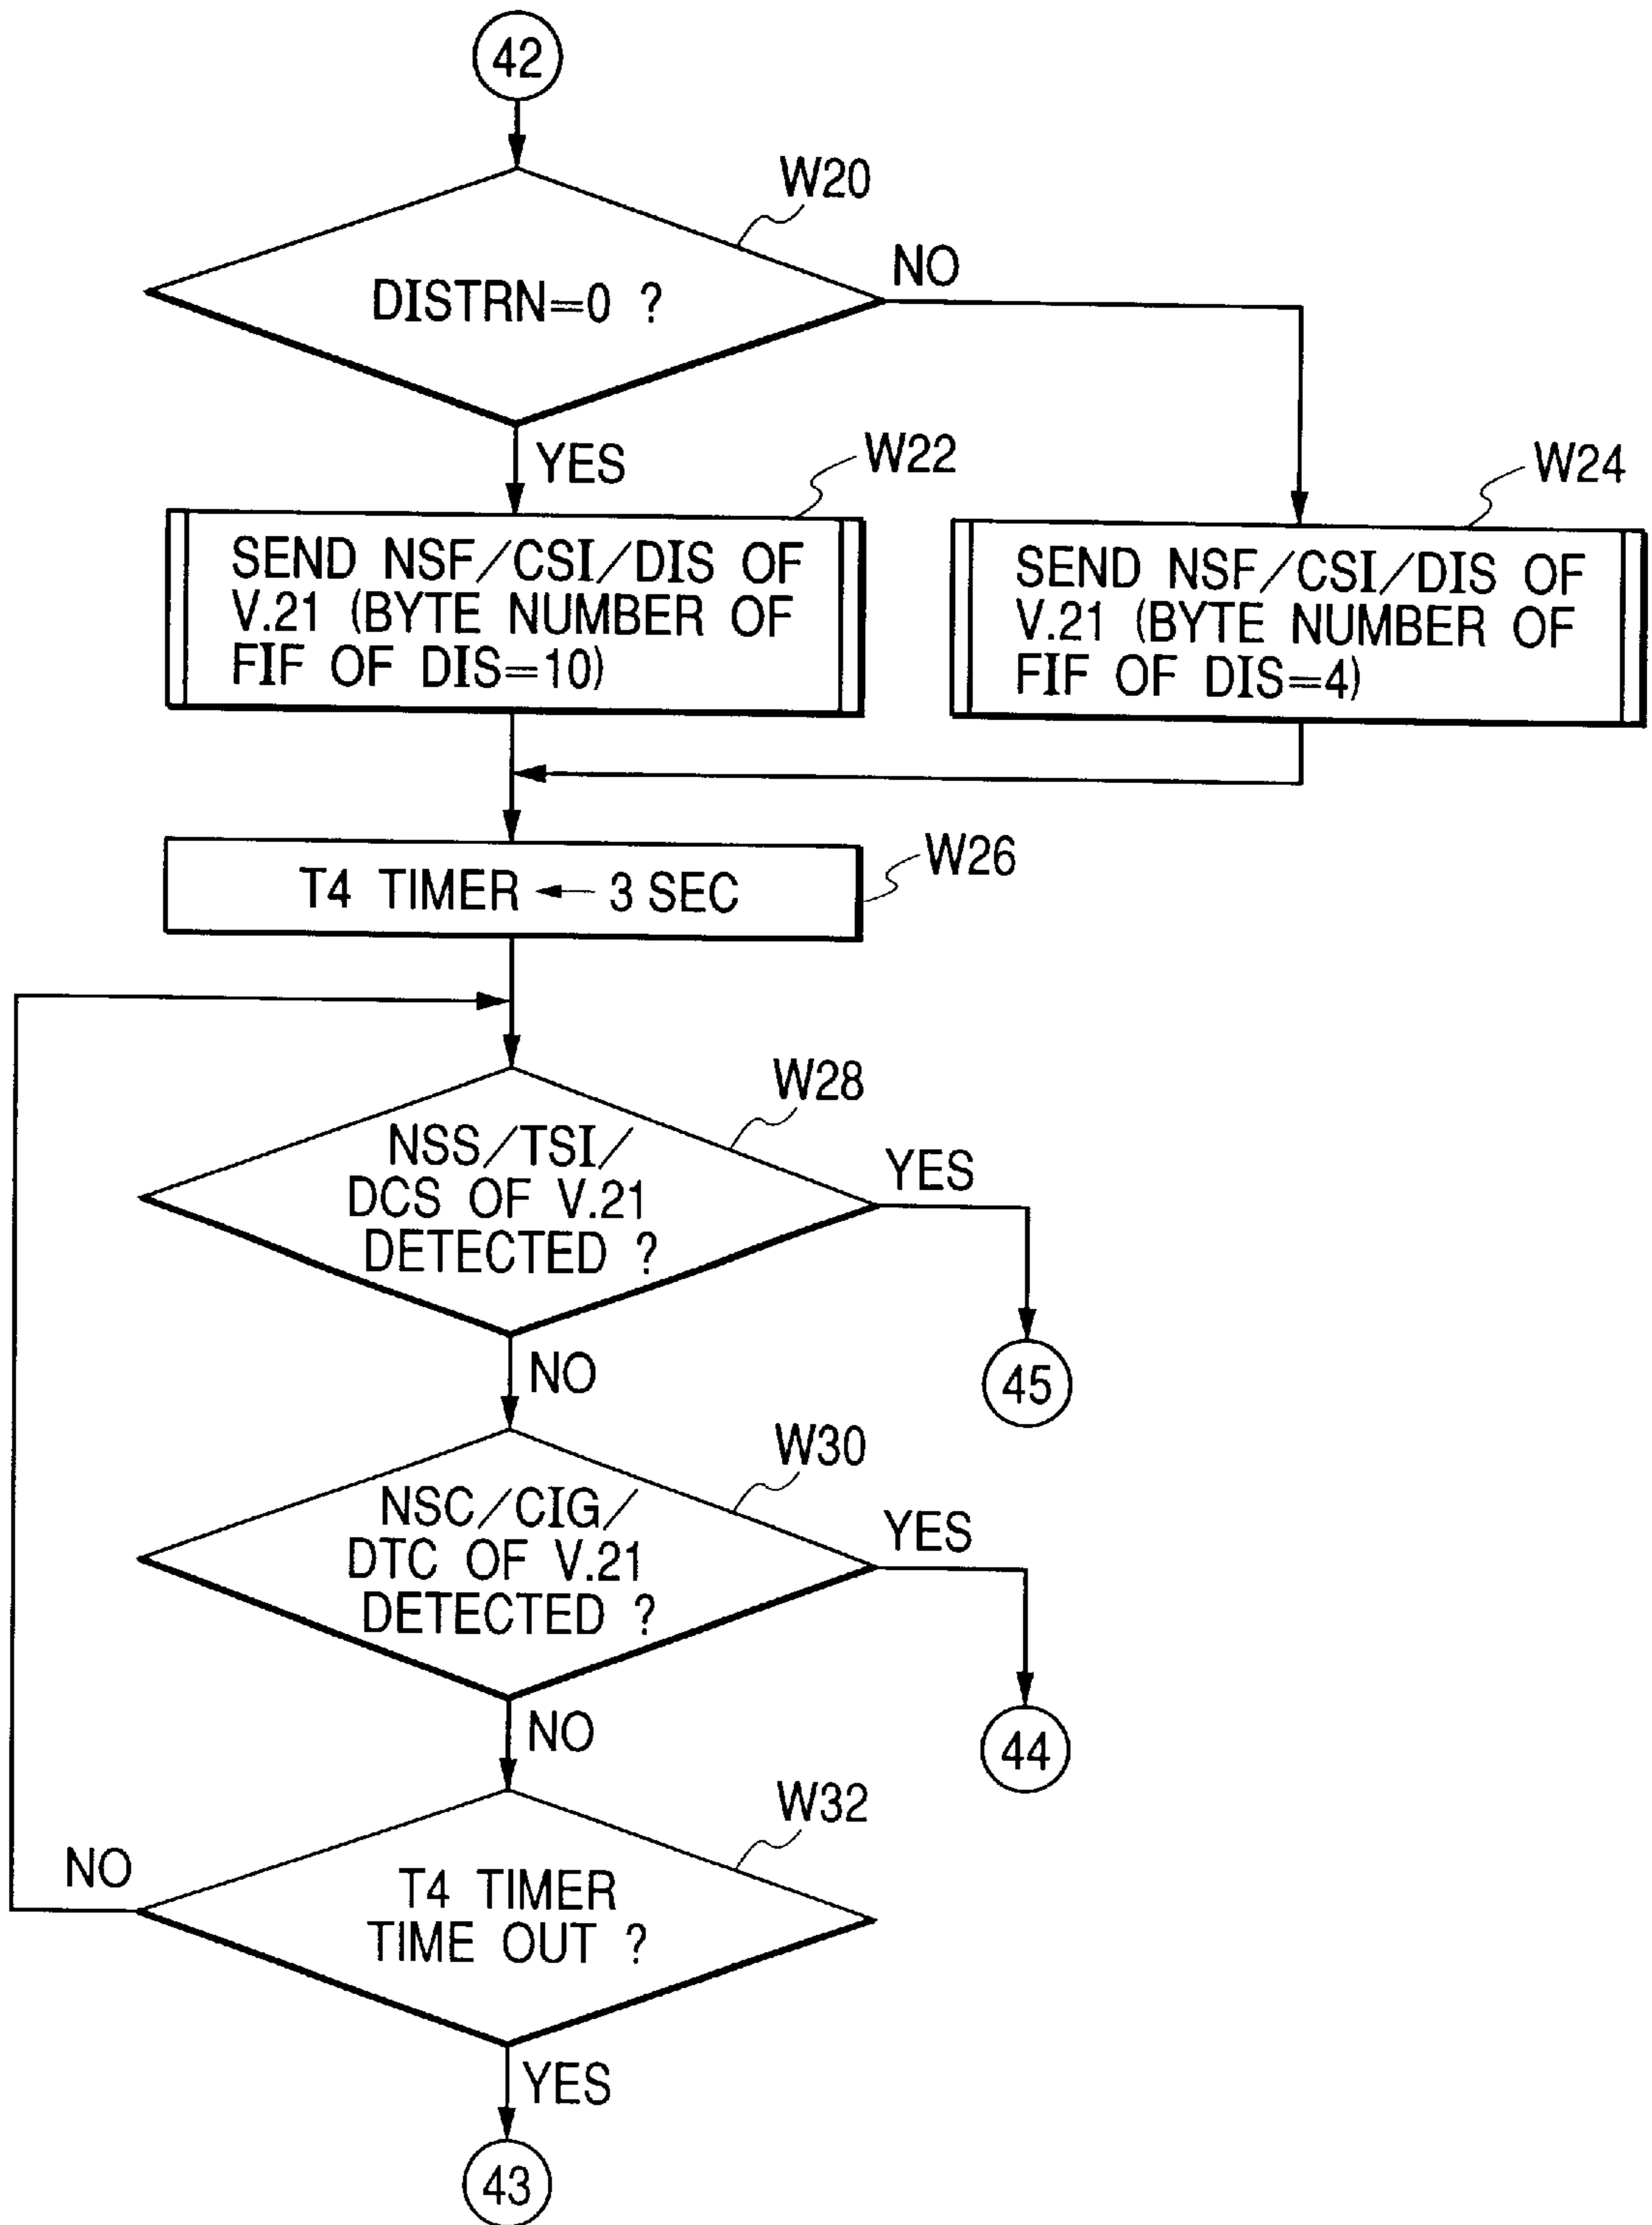 42
W20
DISTRN=0 ?
NO
YES
W22
SEND NSF/CSI/DIS OF
V.21 (BYTE NUMBER OF
FIF OF DIS=10)
W24
SEND NSF/CSI/DIS OF
V.21 (BYTE NUMBER OF
FIF OF DIS=4)
W26
T4 TIMER ← 3 SEC
W28
NSS/TSI/
DCS OF V.21
DETECTED ?
YES
45
NO
W30
NSC/CIG/
DTC OF V.21
DETECTED ?
YES
44
NO
W32
T4 TIMER
TIME OUT ?
NO
YES
43